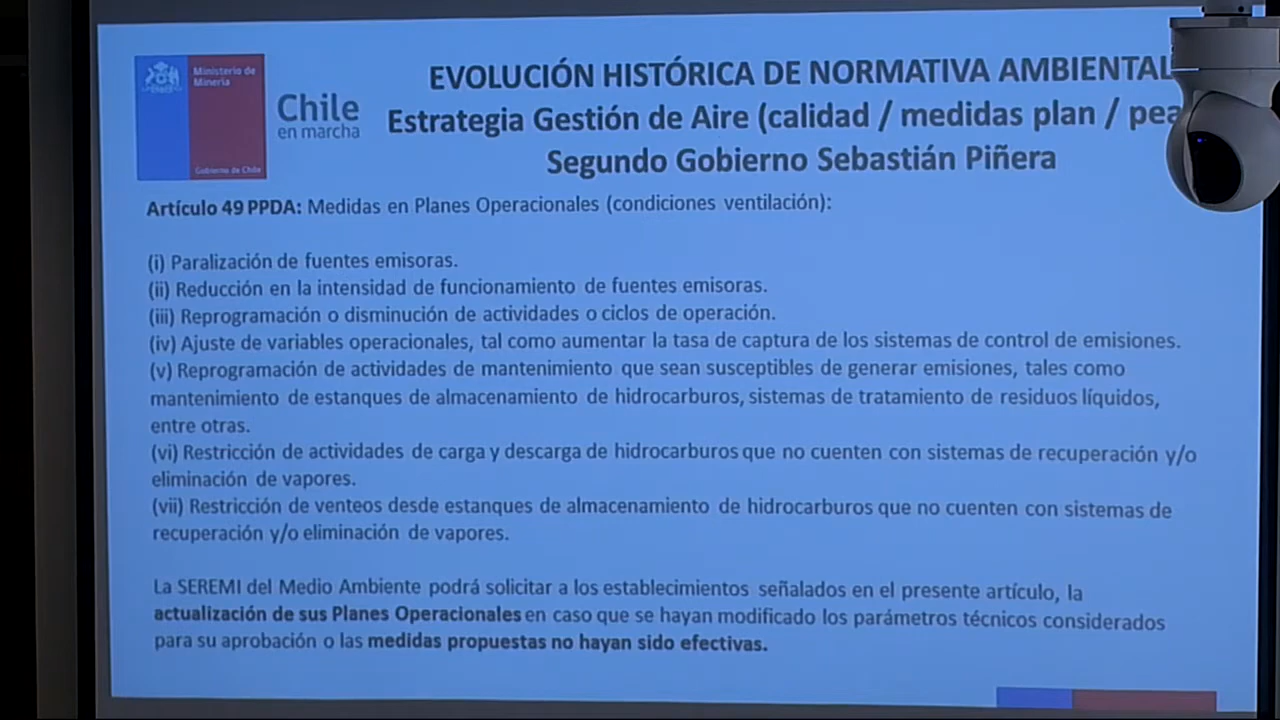 Ministerio de
Minería
Gobierno de Chile
Chile
en marcha
EVOLUCIÓN HISTÓRICA DE NORMATIVA AMBIENTAL
Estrategia Gestión de Aire (calidad / medidas plan / pea
Segundo Gobierno Sebastián Piñera
Artículo 49 PPDA: Medidas en Planes Operacionales (condiciones ventilación):
(i) Paralización de fuentes emisoras.
(ii) Reducción en la intensidad de funcionamiento de fuentes emisoras.
(iii) Reprogramación o disminución de actividades o ciclos de operación.
(iv) Ajuste de variables operacionales, tal como aumentar la tasa de captura de los sistemas de control de emisiones.
(v) Reprogramación de actividades de mantenimiento que sean susceptibles de generar emisiones, tales como
mantenimiento de estanques de almacenamiento de hidrocarburos, sistemas de tratamiento de residuos líquidos,
entre otras.
(vi) Restricción de actividades de carga y descarga de hidrocarburos que no cuenten con sistemas de recuperación y/o
eliminación de vapores.
(vii) Restricción de venteos desde estanques de almacenamiento de hidrocarburos que no cuenten con sistemas de
recuperación y/o eliminación de vapores.
La SEREMI del Medio Ambiente podrá solicitar a los establecimientos señalados en el presente artículo, la
actualización de sus Planes Operacionales en caso que se hayan modificado los parámetros técnicos considerados
para su aprobación o las medidas propuestas no hayan sido efectivas.